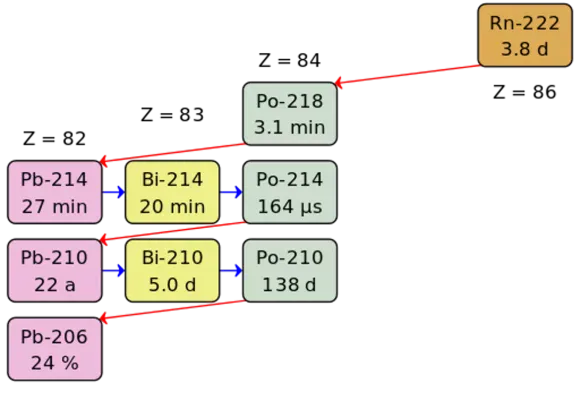 Rn-222
3.8 d
Z = 84
Z = 86
Po-218
3.1 min
Z = 83
Z = 82
Pb-214
27 min
Bi-214
20 min
Po-214
164 µs
Pb-210
22 a
Bi-210
5.0 d
Po-210
138 d
Pb-206
24 %